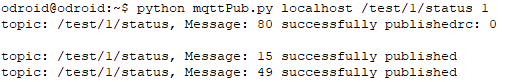 odroid@odroid:~$ python mqttPub.py localhost /test/1/status 1
topic: /test/1/status, Message: 80 successfully publishedrc: 0
topic: /test/1/status, Message: 15 successfully published
topic: /test/1/status, Message: 49 successfully published